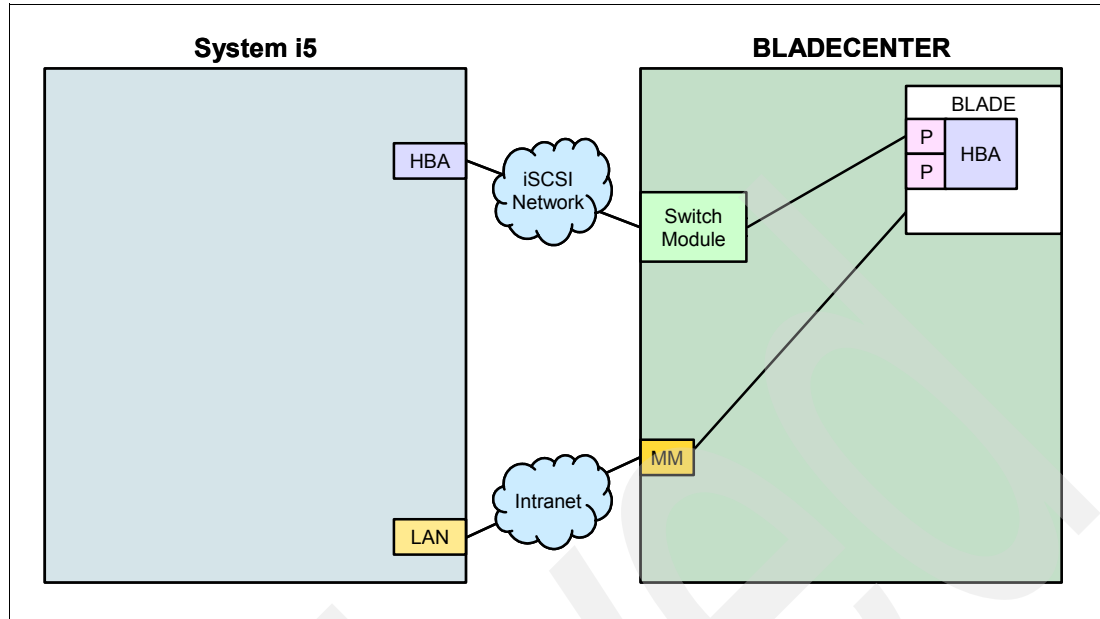 System i5
BLADECENTER
BLADE
P
HBA
P
HBA
iSCSI
Network
Switch
Module
MM
Intranet
LAN